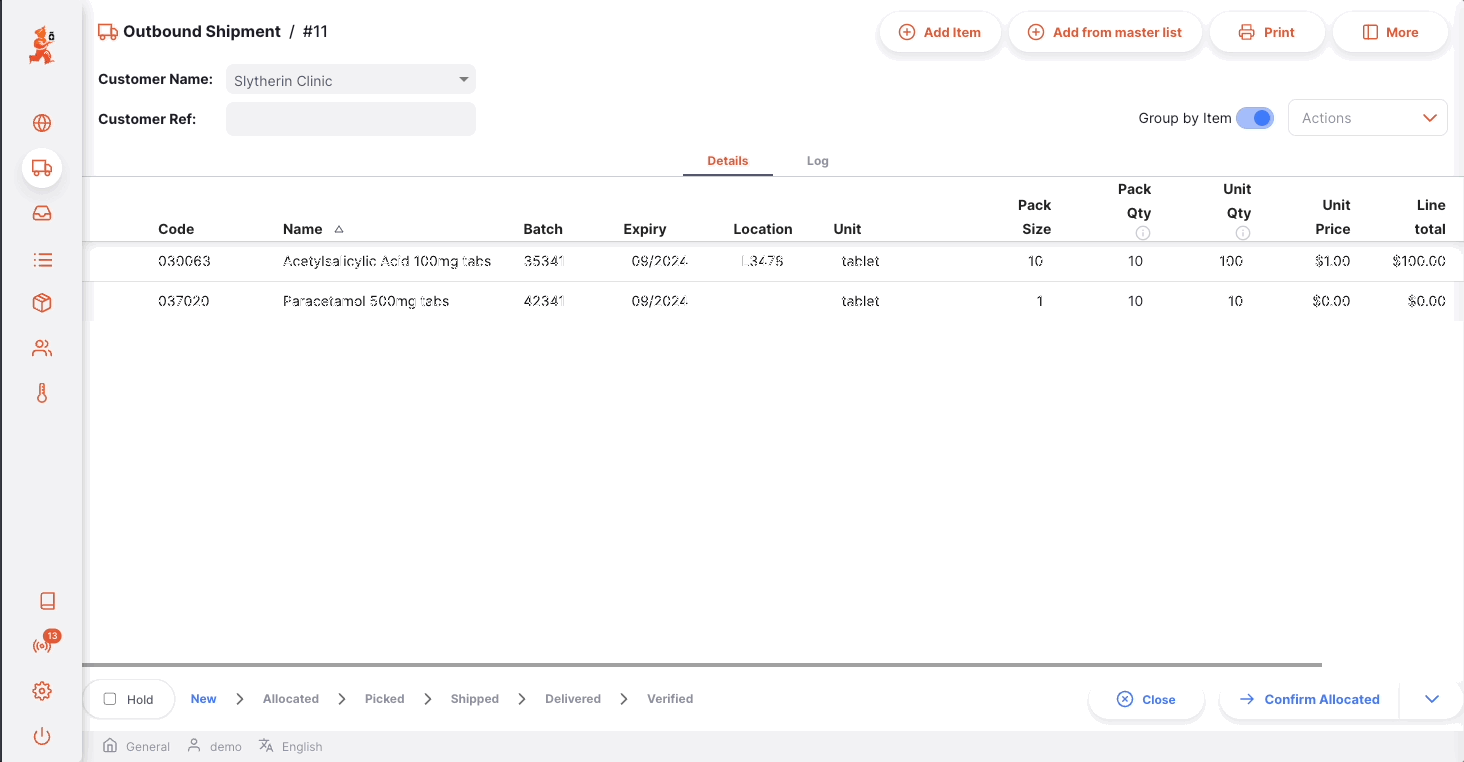 Outbound Shipment / #11
Add Item
Add from master list
Print
More
Customer Name: Slytherin Clinic
Customer Ref:
Group by Item
Actions
Details
Log
Code Name Batch Expiry Location Unit Pack Size Pack Qty Unit Qty Unit Price Line total
030063 Acetylsalicylic Acid 100mg tabs 35341 09/2024 tablet 10 10 100 $1.00 $100.00
037020 Paracetamol 500mg tabs 42341 09/2024 tablet 1 10 10 $0.00 $0.00
13
Hold New Allocated Picked Shipped Delivered Verified Close Confirm Allocated
General demo English